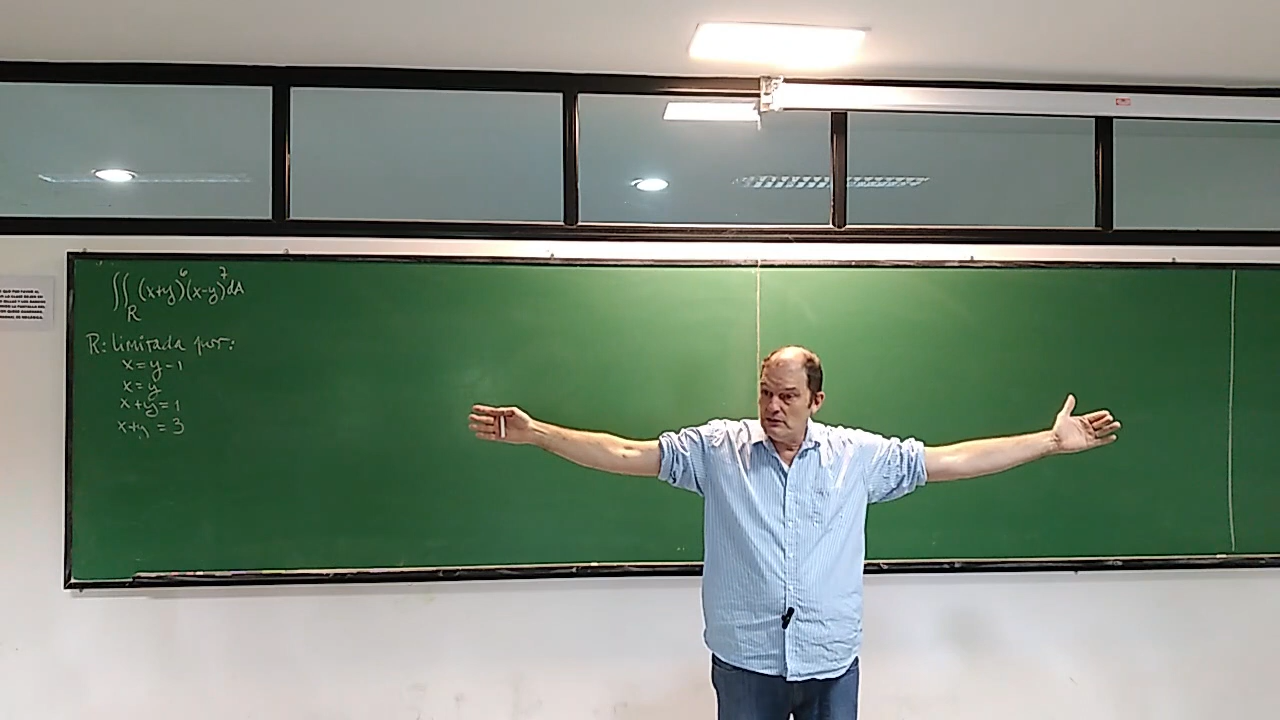 ∬_R (x+y)^6 (x-y)^7 dA
R: limitada por:
x = y - 1
x = y
x + y = 1
x + y = 3